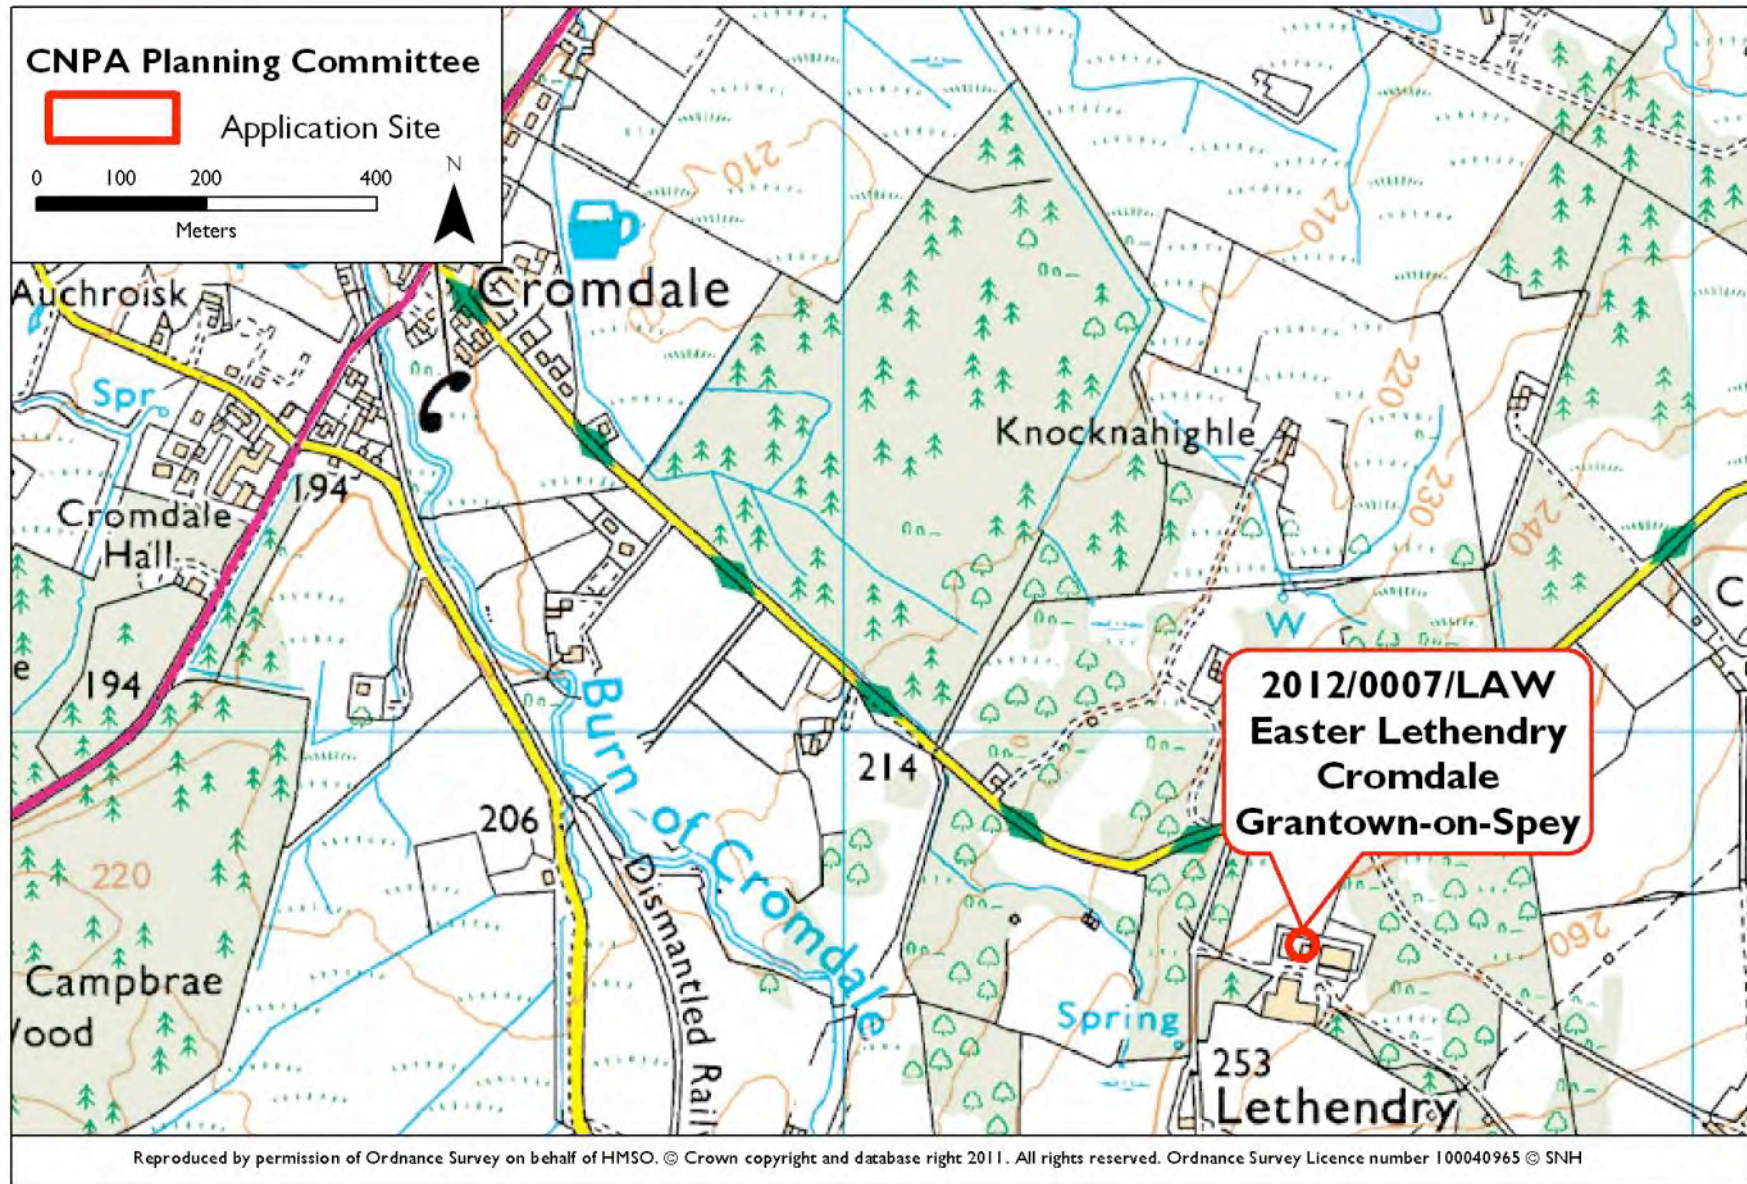 CNPA Planning Committee
Application Site
0 100 200 400
Meters
N
210
210
Cromdale
Auchroisk
Spr
194
Cromdale
Hall
194
Knocknahighle
220
230
240
W
2012/0007/LAW
Easter Lethendry
Cromdale
Grantown-on-Spey
214
206
220
Burn of Cromdale
Dismantled Rail
Campbrae
ood
260
Spring
253
Lethendry
Reproduced by permission of Ordnance Survey on behalf of HMSO. © Crown copyright and database right 2011. All rights reserved. Ordnance Survey Licence number 100040965 © SNH